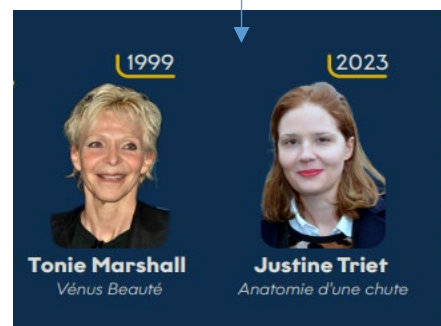 1999
2023
Tonie Marshall
Justine Triet
Vénus Beauté
Anatomie d'une chute